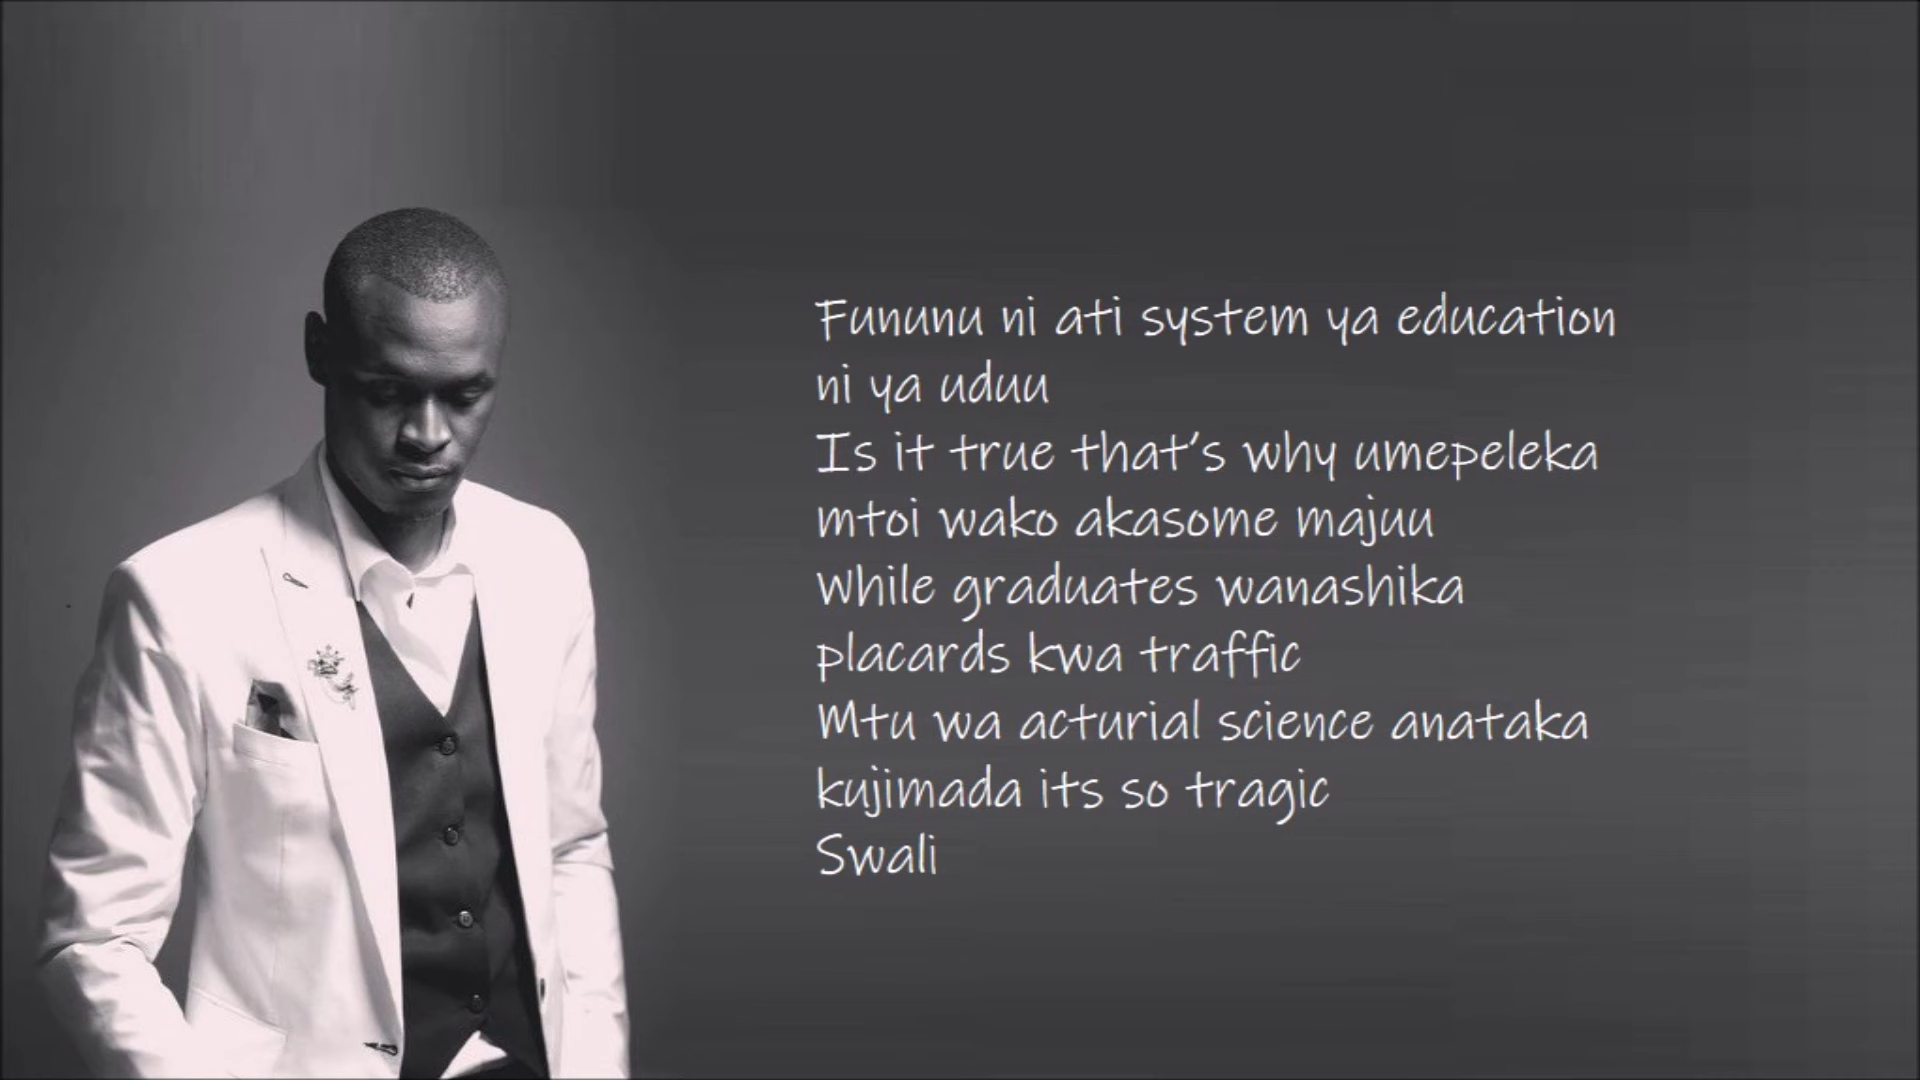 Fununu ni ati system ya education
ni ya uduu
Is it true that's why umepeleka
mtoi wako akasome majuu
While graduates wanashika
placards kwa traffic
Mtu wa acturial science anataka
kujimada its so tragic
Swali